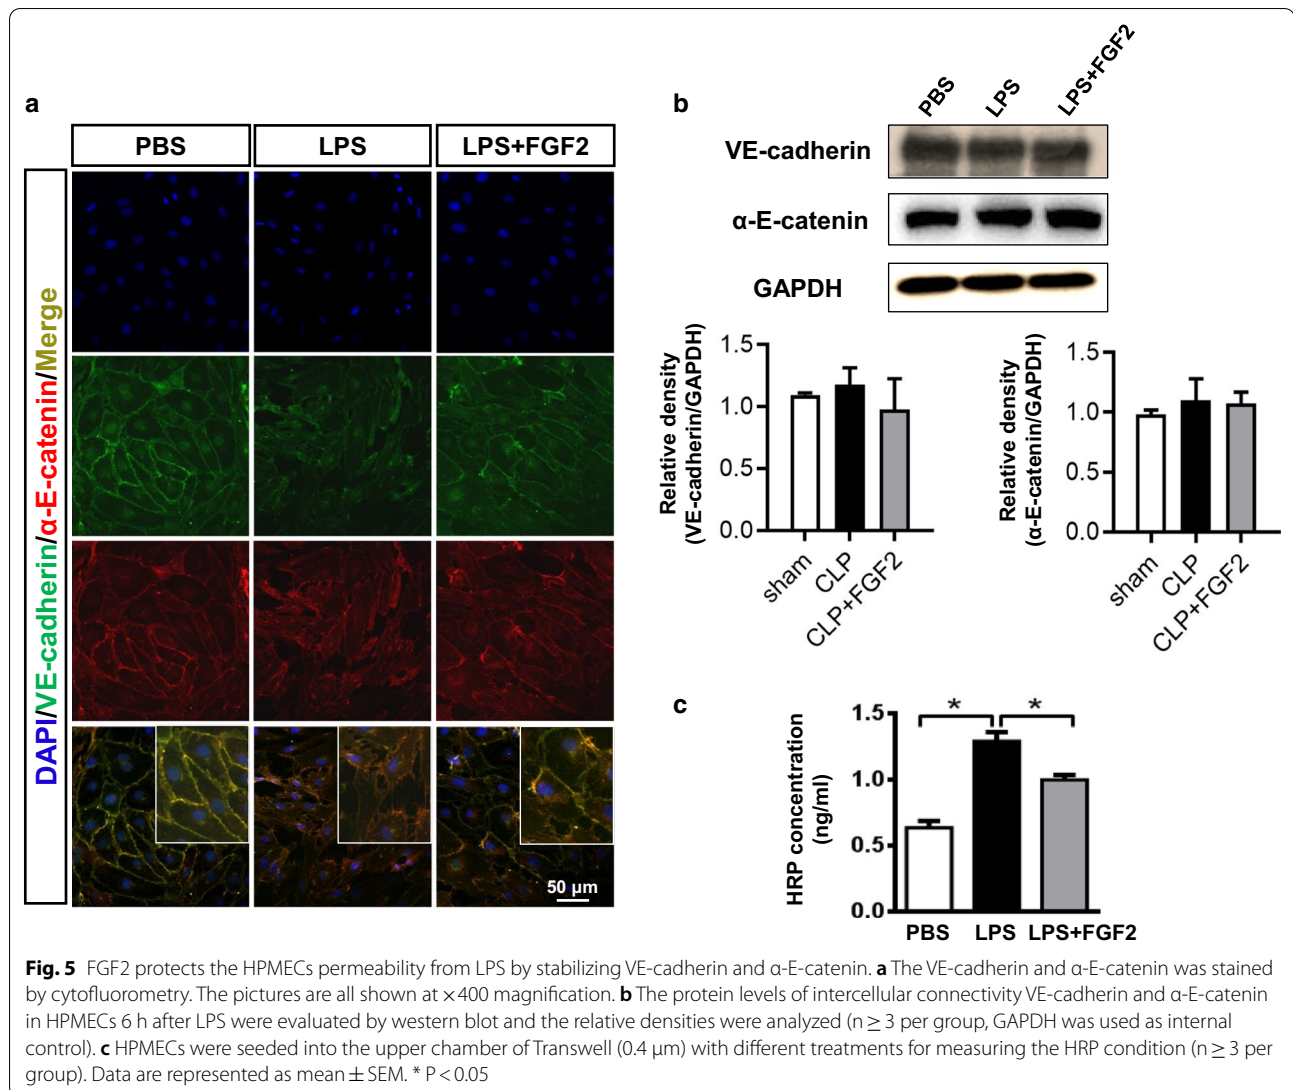 a
PBS LPS LPS+FGF2
DAPI/VE-cadherin/α-E-catenin/Merge
50 µm
b
PBS LPS LPS+FGF2
VE-cadherin
α-E-catenin
GAPDH
Relative density
(VE-cadherin/GAPDH)
1.5
1.0
0.5
0.0
sham CLP CLP+FGF2
Relative density
(α-E-catenin/GAPDH)
1.5
1.0
0.5
0.0
sham CLP CLP+FGF2
c
HRP concentration
(ng/ml)
1.5
1.0
0.5
0.0
* *
PBS LPS LPS+FGF2
Fig. 5 FGF2 protects the HPMECs permeability from LPS by stabilizing VE-cadherin and α-E-catenin. a The VE-cadherin and α-E-catenin was stained
by cytofluorometry. The pictures are all shown at ×400 magnification. b The protein levels of intercellular connectivity VE-cadherin and α-E-catenin
in HPMECs 6 h after LPS were evaluated by western blot and the relative densities were analyzed (n ≥ 3 per group, GAPDH was used as internal
control). c HPMECs were seeded into the upper chamber of Transwell (0.4 μm) with different treatments for measuring the HRP condition (n ≥ 3 per
group). Data are represented as mean ± SEM. * P < 0.05